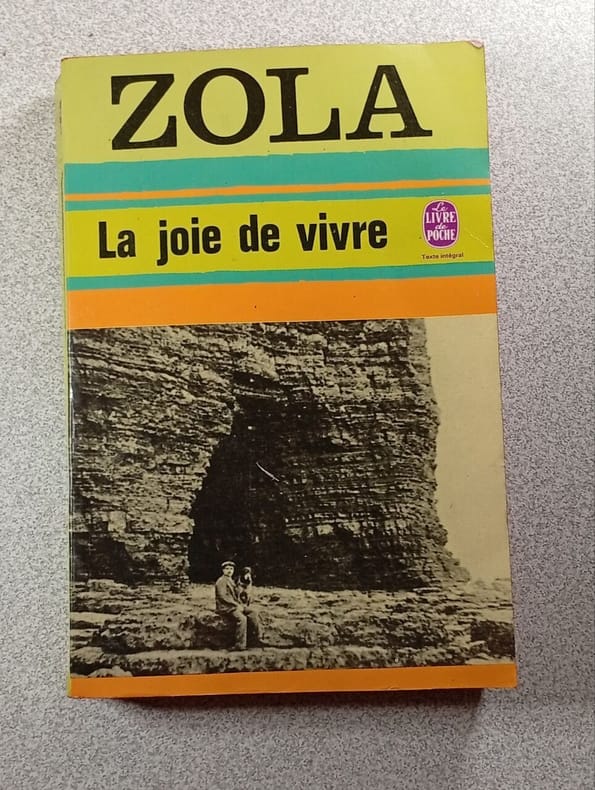 ZOLA
La joie de vivre
Le
LIVRE
de
POCHE
Texte intégral